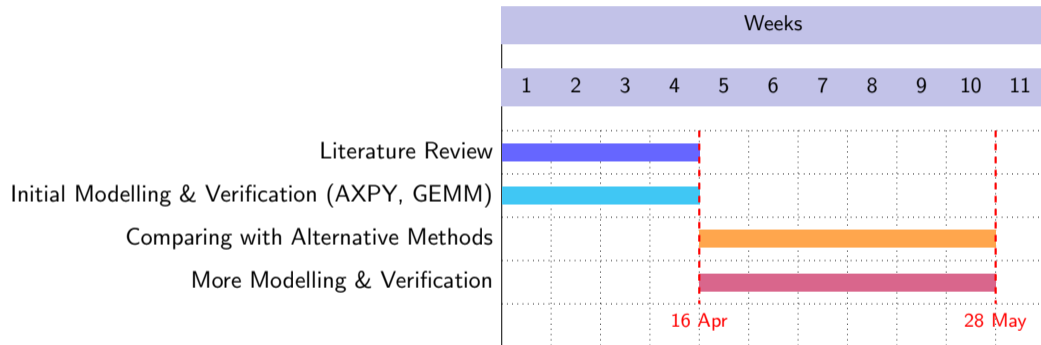 Weeks
1 2 3 4 5 6 7 8 9 10 11
Literature Review
Initial Modelling & Verification (AXPY, GEMM)
Comparing with Alternative Methods
More Modelling & Verification
16 Apr 28 May